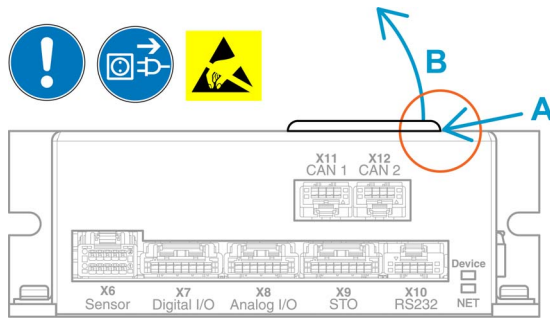 B
A
X11 X12
CAN 1 CAN 2
Device
X6 X7 X8 X9 X10
Sensor Digital I/O Analog I/O STO RS232 NET